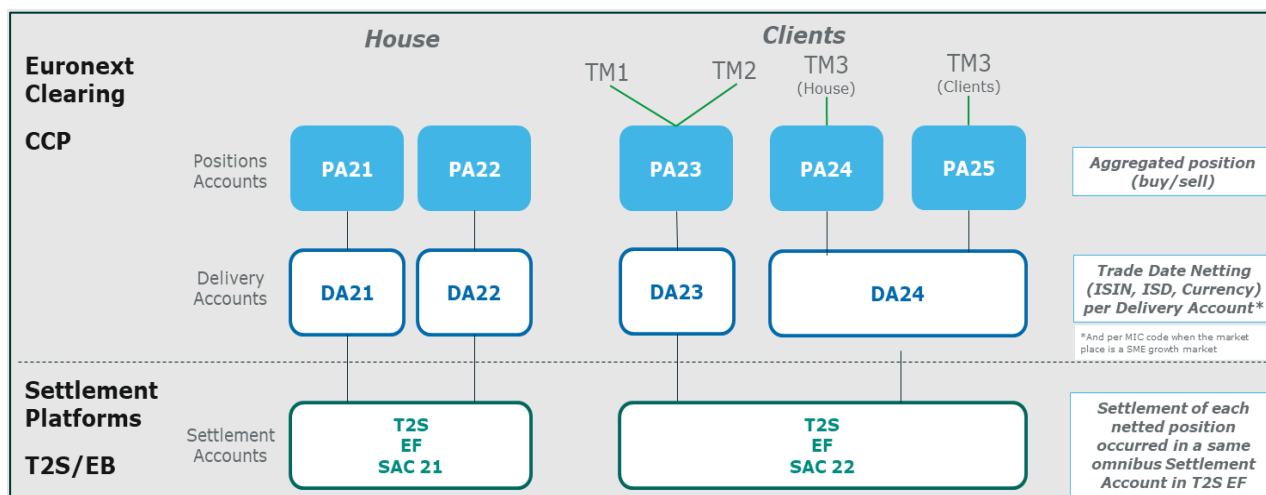 House
Clients
Euronext
Clearing
CCP
TM1
TM2
TM3
(House)
TM3
(Clients)
Positions
Accounts
PA21
PA22
PA23
PA24
PA25
Aggregated position
(buy/sell)
Delivery
Accounts
DA21
DA22
DA23
DA24
Trade Date Netting
(ISIN, ISD, Currency)
per Delivery Account*
*And per MIC code when the market
place is a SME growth market
Settlement
Platforms
T2S/EB
Settlement
Accounts
T2S
EF
SAC 21
T2S
EF
SAC 22
Settlement of each
netted position
occurred in a same
omnibus Settlement
Account in T2S EF